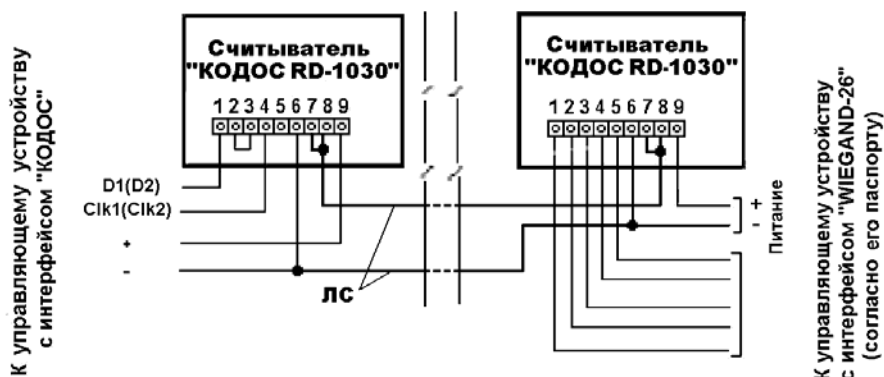 К управляющему устройству
с интерфейсом "КОДОС"
Считыватель
"КОДОС RD-1030"
1 2 3 4 5 6 7 8 9
D1(D2)
Clk1(Clk2)
+
-
ЛС
Считыватель
"КОДОС RD-1030"
1 2 3 4 5 6 7 8 9
+
-
Питание
К управляющему устройству
с интерфейсом "WIEGAND-26"
(согласно его паспорту)